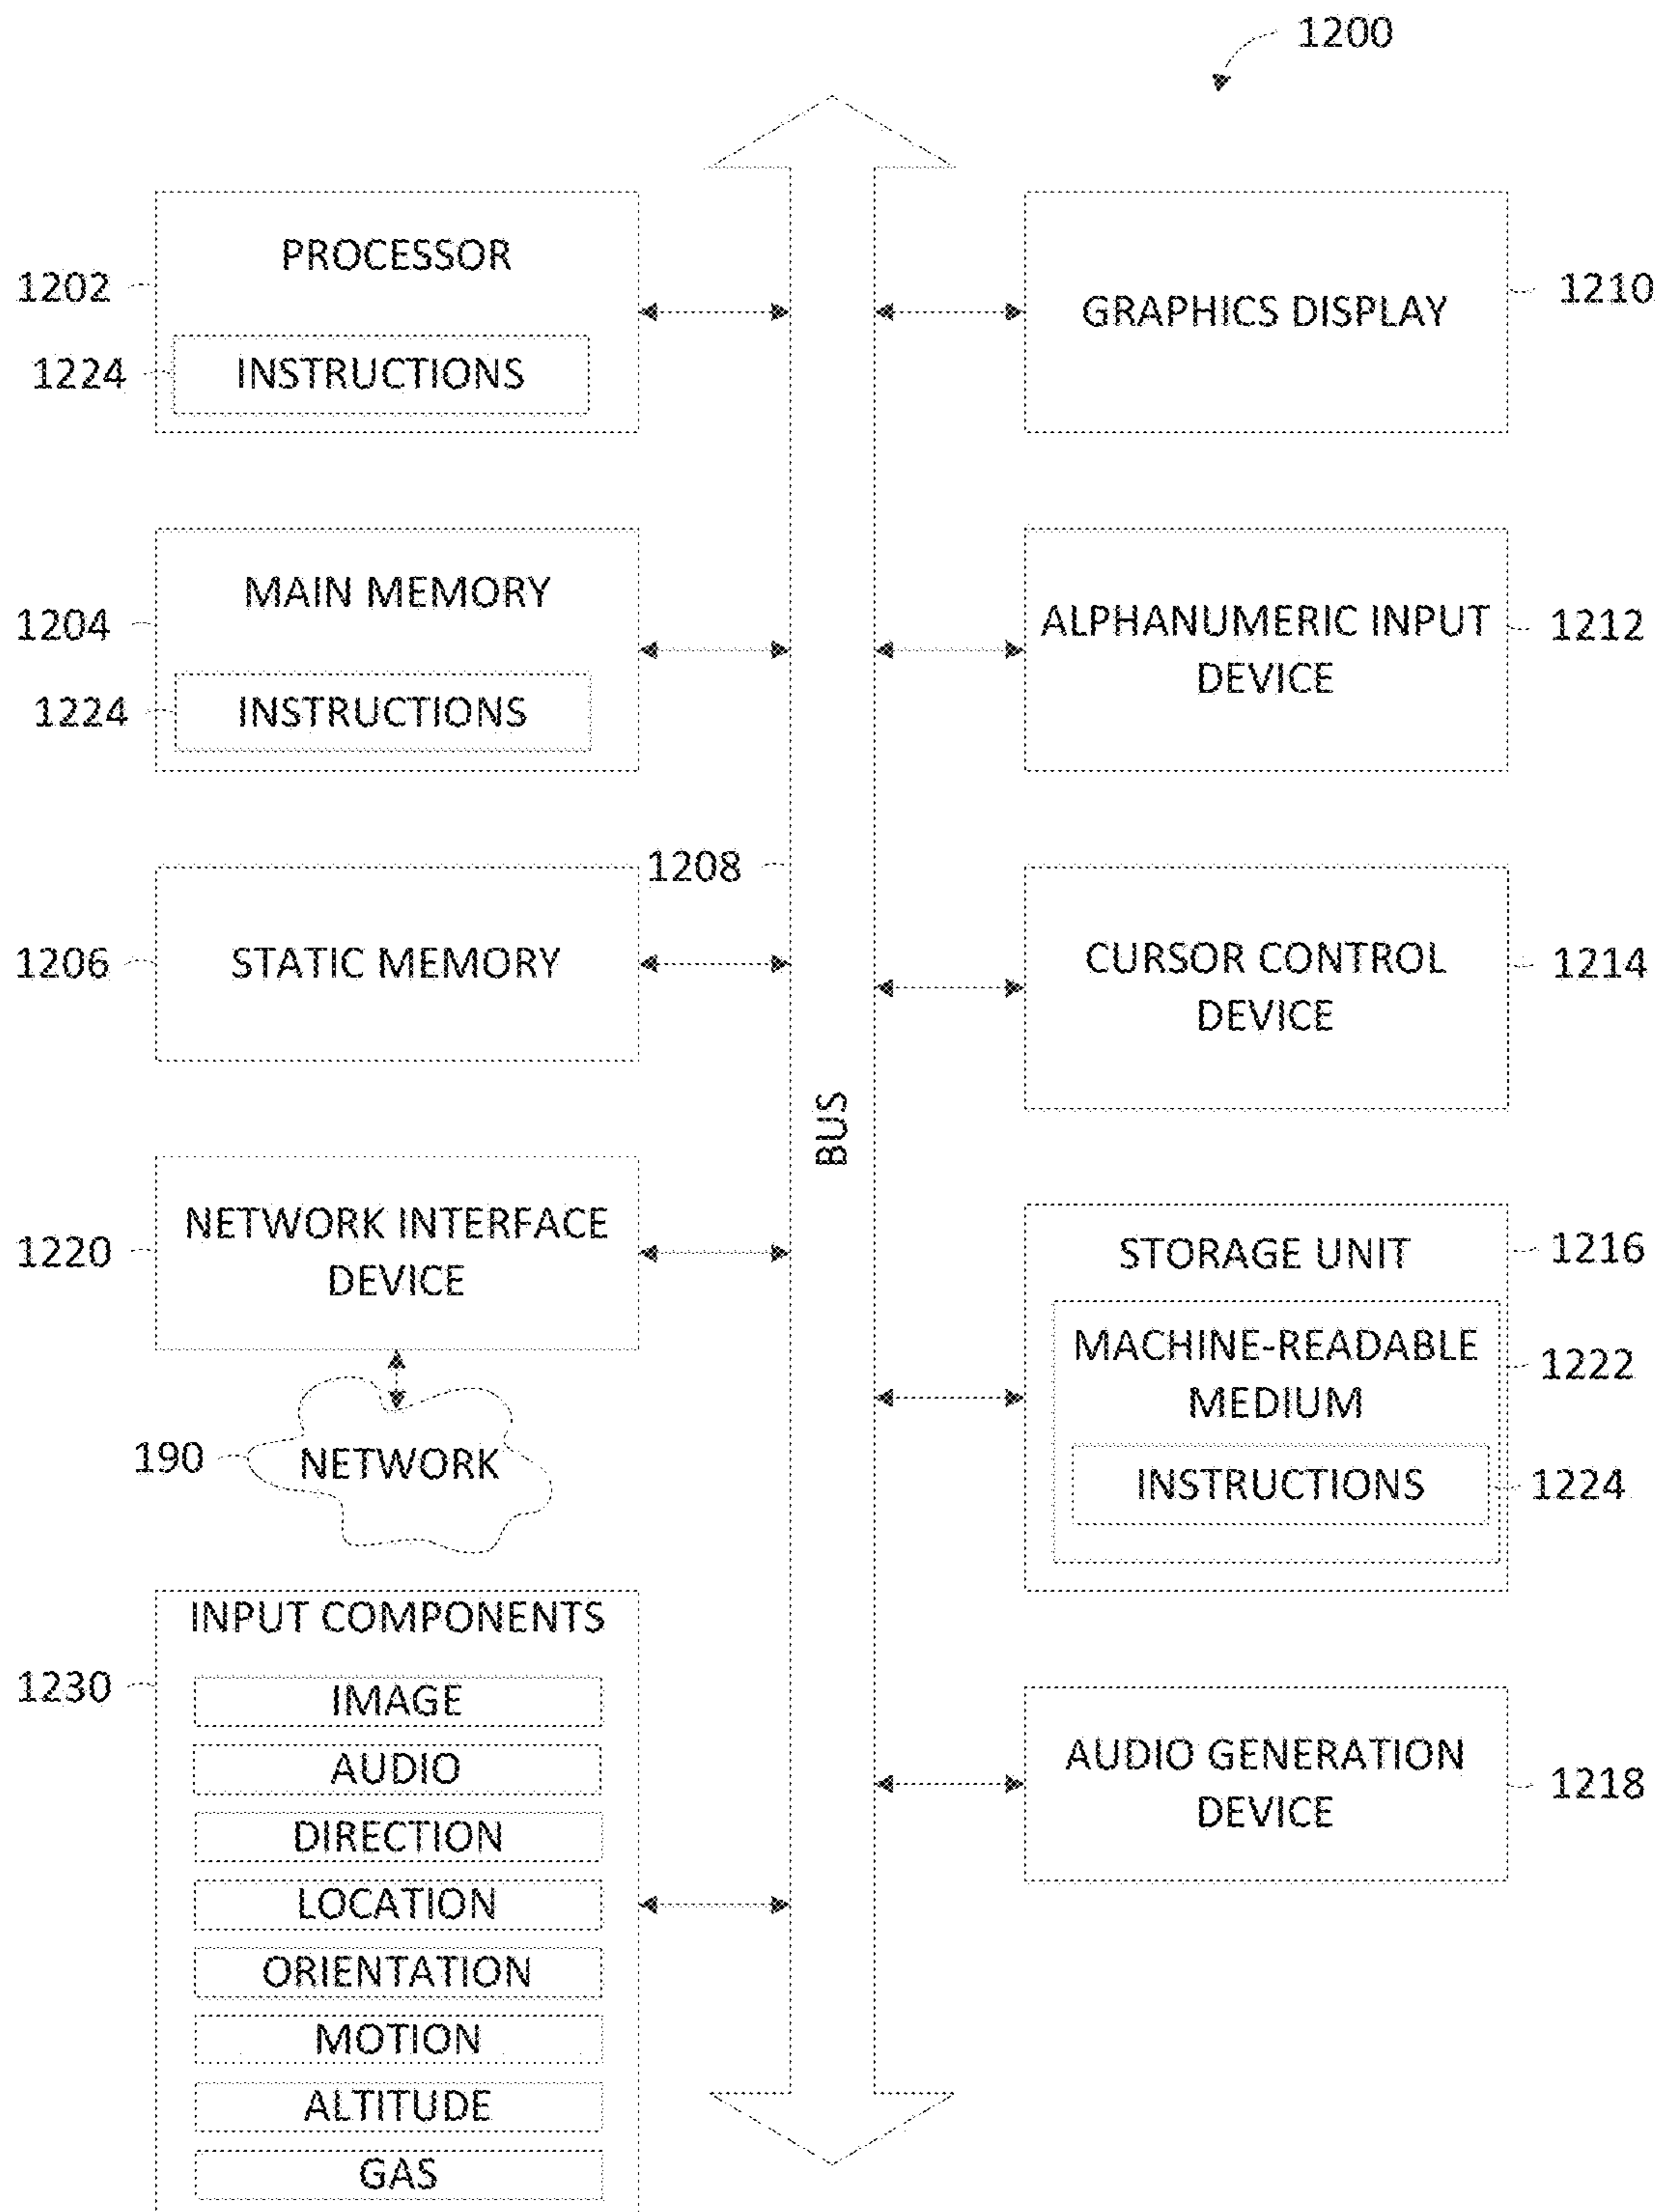 1200
PROCESSOR
1202
INSTRUCTIONS
1224
GRAPHICS DISPLAY
1210
MAIN MEMORY
1204
INSTRUCTIONS
1224
ALPHANUMERIC INPUT
DEVICE
1212
1208
STATIC MEMORY
1206
CURSOR CONTROL
DEVICE
1214
BUS
NETWORK INTERFACE
DEVICE
1220
STORAGE UNIT
1216
MACHINE-READABLE
MEDIUM
1222
INSTRUCTIONS
1224
190
NETWORK
INPUT COMPONENTS
1230
IMAGE
AUDIO
DIRECTION
LOCATION
ORIENTATION
MOTION
ALTITUDE
GAS
AUDIO GENERATION
DEVICE
1218